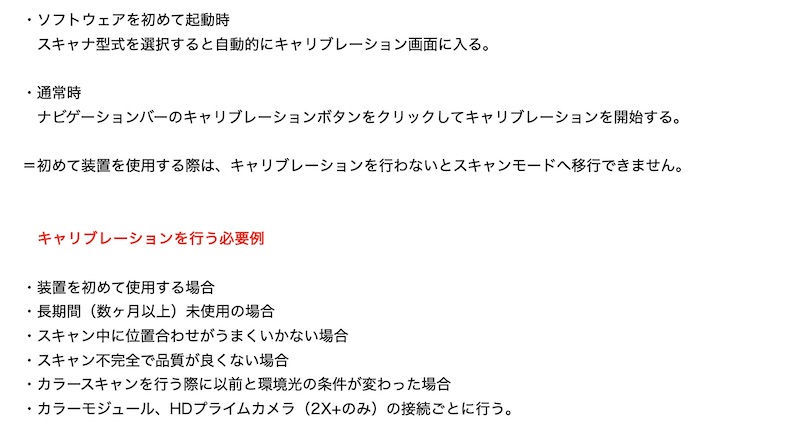 ・ソフトウェアを初めて起動時
スキャナ型式を選択すると自動的にキャリブレーション画面に入る。
・通常時
ナビゲーションバーのキャリブレーションボタンをクリックしてキャリブレーションを開始する。
＝初めて装置を使用する際は、キャリブレーションを行わないとスキャンモードへ移行できません。
キャリブレーションを行う必要例
・装置を初めて使用する場合
・長期間（数ヶ月以上）未使用の場合
・スキャン中に位置合わせがうまくいかない場合
・スキャン不完全で品質が良くない場合
・カラースキャンを行う際に以前と環境光の条件が変わった場合
・カラーモジュール、HDプライムカメラ（2X+のみ）の接続ごとに行う。